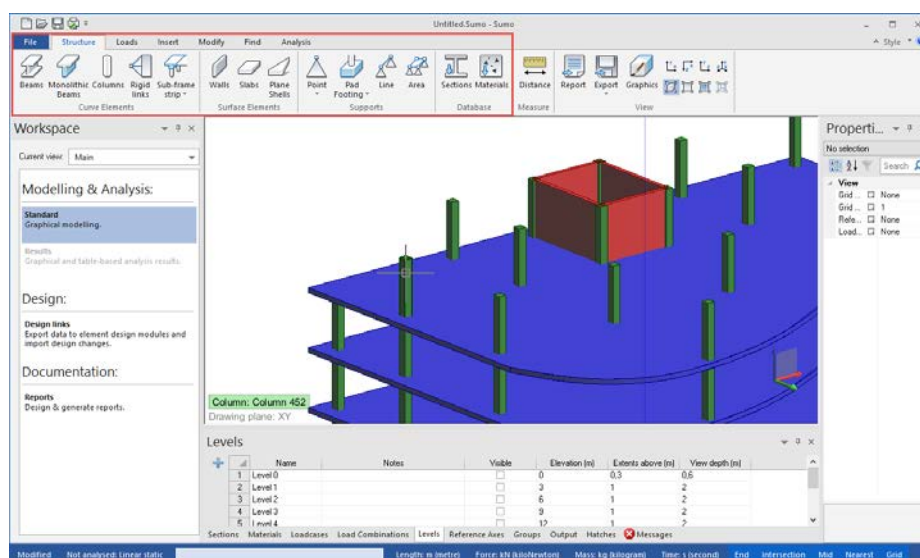 Untitled.Sumo - Sumo
File Structure Loads Insert Modify Find Analysis
Style
Beams Monolithic Beams Columns Rigid links Sub-frame strip Walls Slabs Plane Shells Point Pad Footing Line Area Sections Materials Distance Report Export Graphics
Curve Elements Surface Elements Supports Database Measure View
Workspace
Current view: Main
Modelling & Analysis:
Standard
Graphical modelling.
Results
Graphical and table-based analysis results.
Design:
Design links
Export data to element design modules and
import design changes.
Documentation:
Reports
Design & generate reports.
Column: Column 452
Drawing plane: XY
Properti...
No selection
Search
View
Grid ... None
Grid ... 1
Refe... None
Load... None
Levels
Name Notes Visible Elevation (m) Extents above (m) View depth (m)
1 Level 0 0 0,3 0,6
2 Level 1 3 1 2
3 Level 2 6 1 2
4 Level 3 9 1 2
5 Level 4 12 1 2
Sections Materials Loadcases Load Combinations Levels Reference Axes Groups Output Hatches Messages
Modified Not analysed: Linear static Length: m (metre) Force: kN (kiloNewton) Mass: kg (kilogram) Time: s (second) End Intersection Mid Nearest Grid